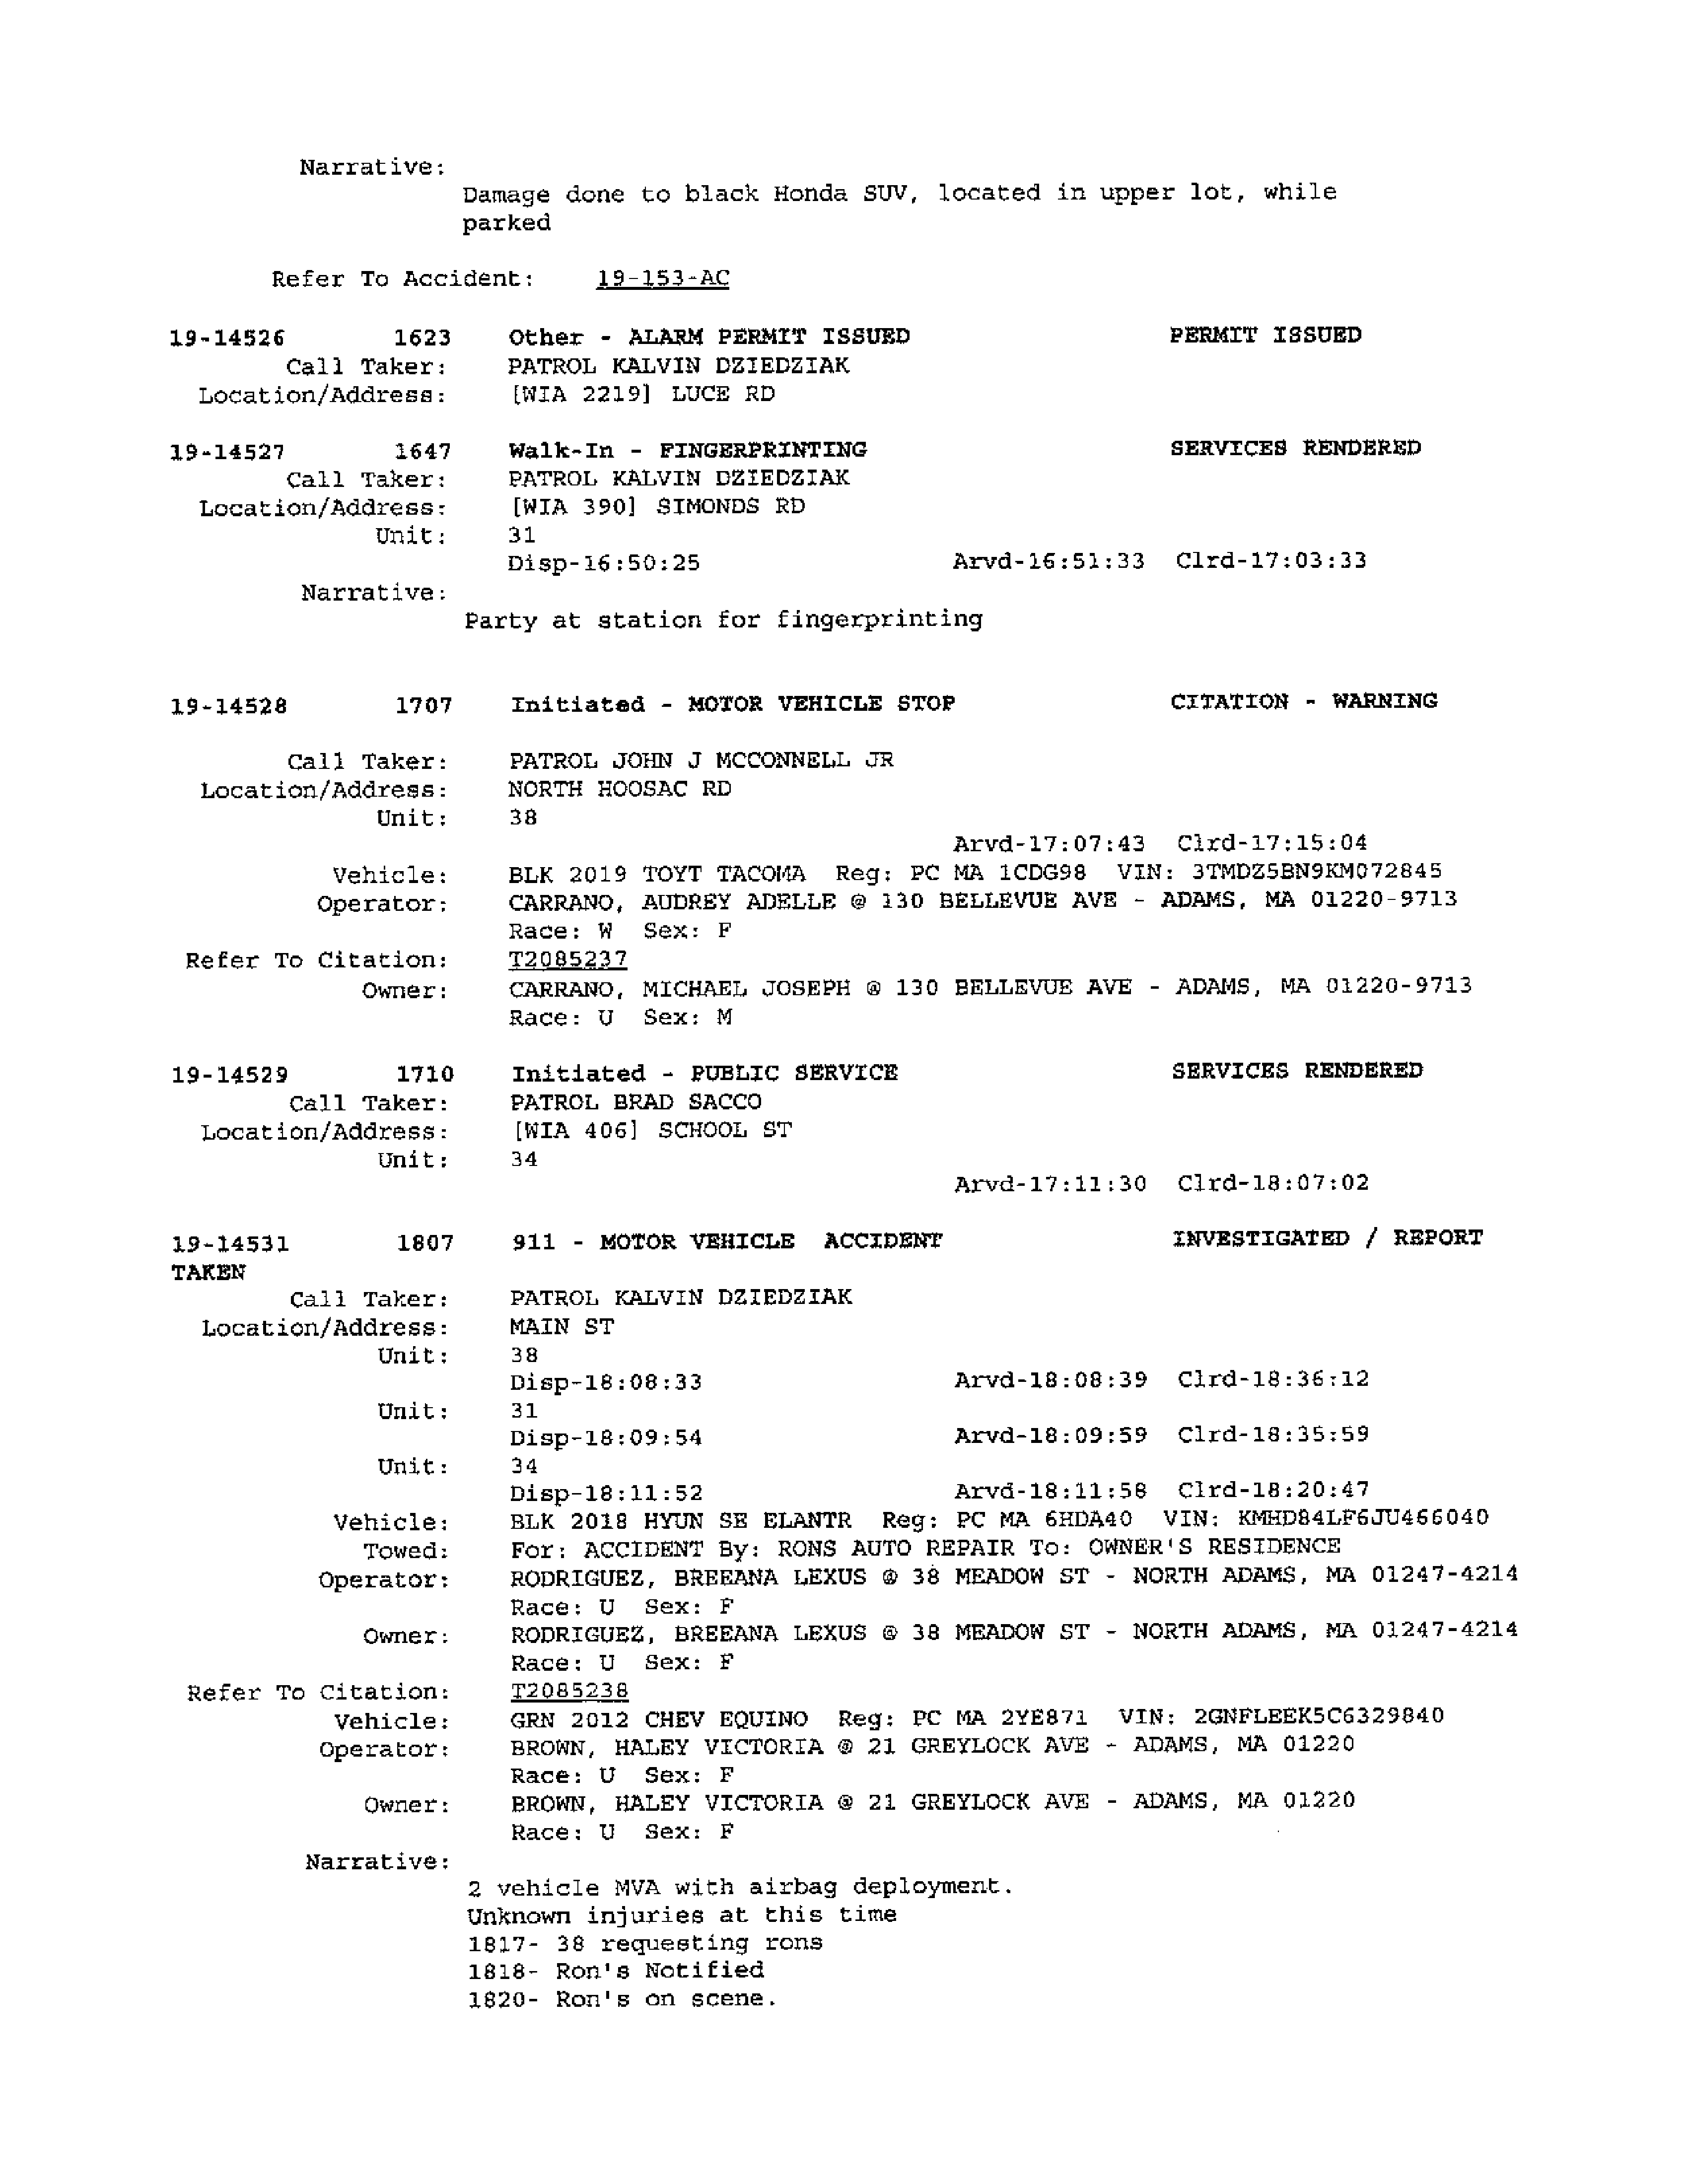 Narrative:
Damage done to black Honda SUV, located in upper lot, while
parked
Refer To Accident: 19-153-AC
19-14526 1623 Other - ALARM PERMIT ISSUED PERMIT ISSUED
Call Taker: PATROL KALVIN DZIEDZIAK
Location/Address: [WIA 2219] LUCE RD
19-14527 1647 Walk-In - FINGERPRINTING SERVICES RENDERED
Call Taker: PATROL KALVIN DZIEDZIAK
Location/Address: [WIA 390] SIMONDS RD
Unit: 31
Disp-16:50:25 Arvd-16:51:33 Clrd-17:03:33
Narrative:
Party at station for fingerprinting
19-14528 1707 Initiated - MOTOR VEHICLE STOP CITATION - WARNING
Call Taker: PATROL JOHN J MCCONNELL JR
Location/Address: NORTH HOOSAC RD
Unit: 38
Arvd-17:07:43 Clrd-17:15:04
Vehicle: BLK 2019 TOYT TACOMA Reg: PC MA 1CDG98 VIN: 3TMDZ5BN9KM072845
Operator: CARRANO, AUDREY ADELLE @ 130 BELLEVUE AVE - ADAMS, MA 01220-9713
Race: W Sex: F
Refer To Citation: T2085237
Owner: CARRANO, MICHAEL JOSEPH @ 130 BELLEVUE AVE - ADAMS, MA 01220-9713
Race: U Sex: M
19-14529 1710 Initiated - PUBLIC SERVICE SERVICES RENDERED
Call Taker: PATROL BRAD SACCO
Location/Address: [WIA 406] SCHOOL ST
Unit: 34
Arvd-17:11:30 Clrd-18:07:02
19-14531 1807 911 - MOTOR VEHICLE ACCIDENT INVESTIGATED / REPORT
TAKEN
Call Taker: PATROL KALVIN DZIEDZIAK
Location/Address: MAIN ST
Unit: 38
Disp-18:08:33 Arvd-18:08:39 Clrd-18:36:12
Unit: 31
Disp-18:09:54 Arvd-18:09:59 Clrd-18:35:59
Unit: 34
Disp-18:11:52 Arvd-18:11:58 Clrd-18:20:47
Vehicle: BLK 2018 HYUN SE ELANTR Reg: PC MA 6HDA40 VIN: KMHD84LF6JU466040
Towed: For: ACCIDENT By: RONS AUTO REPAIR To: OWNER'S RESIDENCE
Operator: RODRIGUEZ, BREEANA LEXUS @ 38 MEADOW ST - NORTH ADAMS, MA 01247-4214
Race: U Sex: F
Owner: RODRIGUEZ, BREEANA LEXUS @ 38 MEADOW ST - NORTH ADAMS, MA 01247-4214
Race: U Sex: F
Refer To Citation: T2085238
Vehicle: GRN 2012 CHEV EQUINO Reg: PC MA 2YE871 VIN: 2GNFLEEK5C6329840
Operator: BROWN, HALEY VICTORIA @ 21 GREYLOCK AVE - ADAMS, MA 01220
Race: U Sex: F
Owner: BROWN, HALEY VICTORIA @ 21 GREYLOCK AVE - ADAMS, MA 01220
Race: U Sex: F
Narrative:
2 vehicle MVA with airbag deployment.
Unknown injuries at this time
1817- 38 requesting rons
1818- Ron's Notified
1820- Ron's on scene.